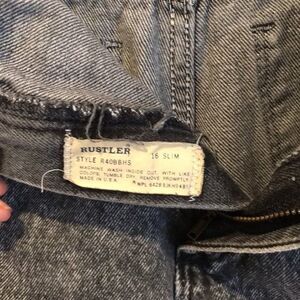 RUSTLER
STYLE R40BBHS 16 SLIM
MACHINE WASH INSIDE OUT, WITH LIKE
COLORS, TUMBLE DRY, REMOVE PROMPTLY
MADE IN U.S.A.